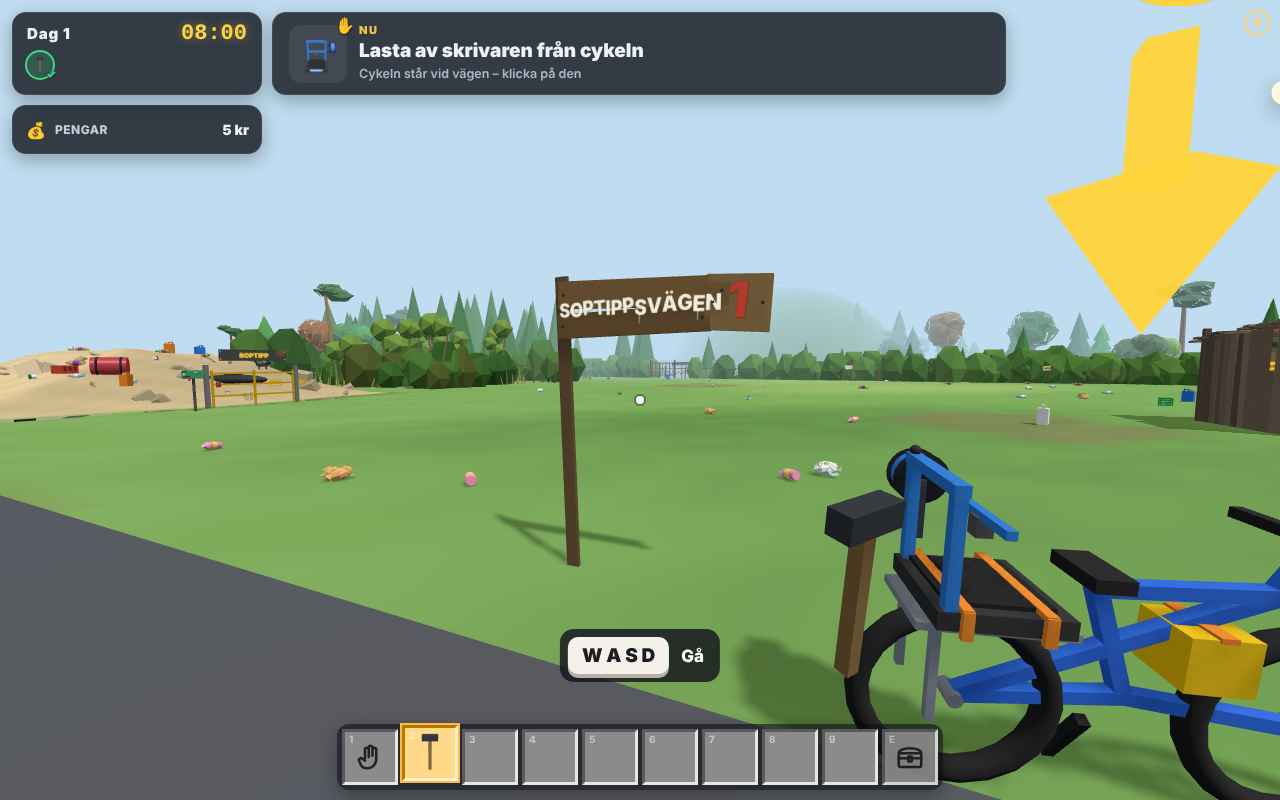 Dag 1
08:00
NU
Lasta av skrivaren från cykeln
Cykeln står vid vägen – klicka på den
PENGAR
5 kr
?
SOPTIPPSVÄGEN 1
SOPTIPP
WASD
Gå
1
2
3
4
5
6
7
8
9
E